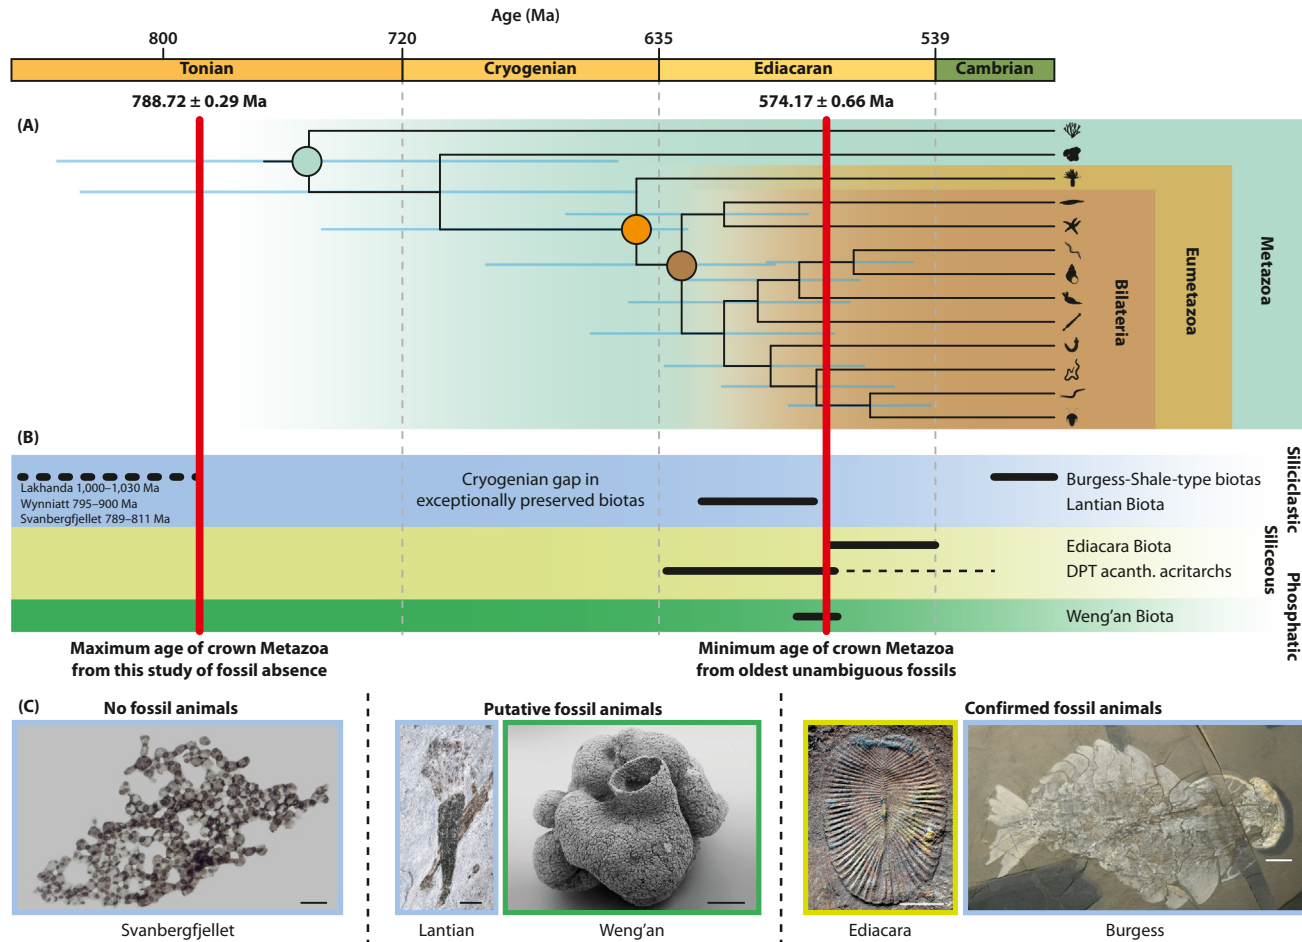 Age (Ma)
800 720 635 539
Tonian Cryogenian Ediacaran Cambrian
788.72 ± 0.29 Ma 574.17 ± 0.66 Ma
(A)
Bilateria
Eumetazoa
Metazoa
(B)
Lakhanda 1,000–1,030 Ma
Wynniatt 795–900 Ma
Svanbergfjellet 789–811 Ma
Cryogenian gap in
exceptionally preserved biotas
Burgess-Shale-type biotas
Lantian Biota
Ediacara Biota
DPT acanth. acritarchs
Weng’an Biota
Siliciclastic
Siliceous
Phosphatic
Maximum age of crown Metazoa
from this study of fossil absence
Minimum age of crown Metazoa
from oldest unambiguous fossils
(C)
No fossil animals
Putative fossil animals
Confirmed fossil animals
Svanbergfjellet
Lantian
Weng’an
Ediacara
Burgess